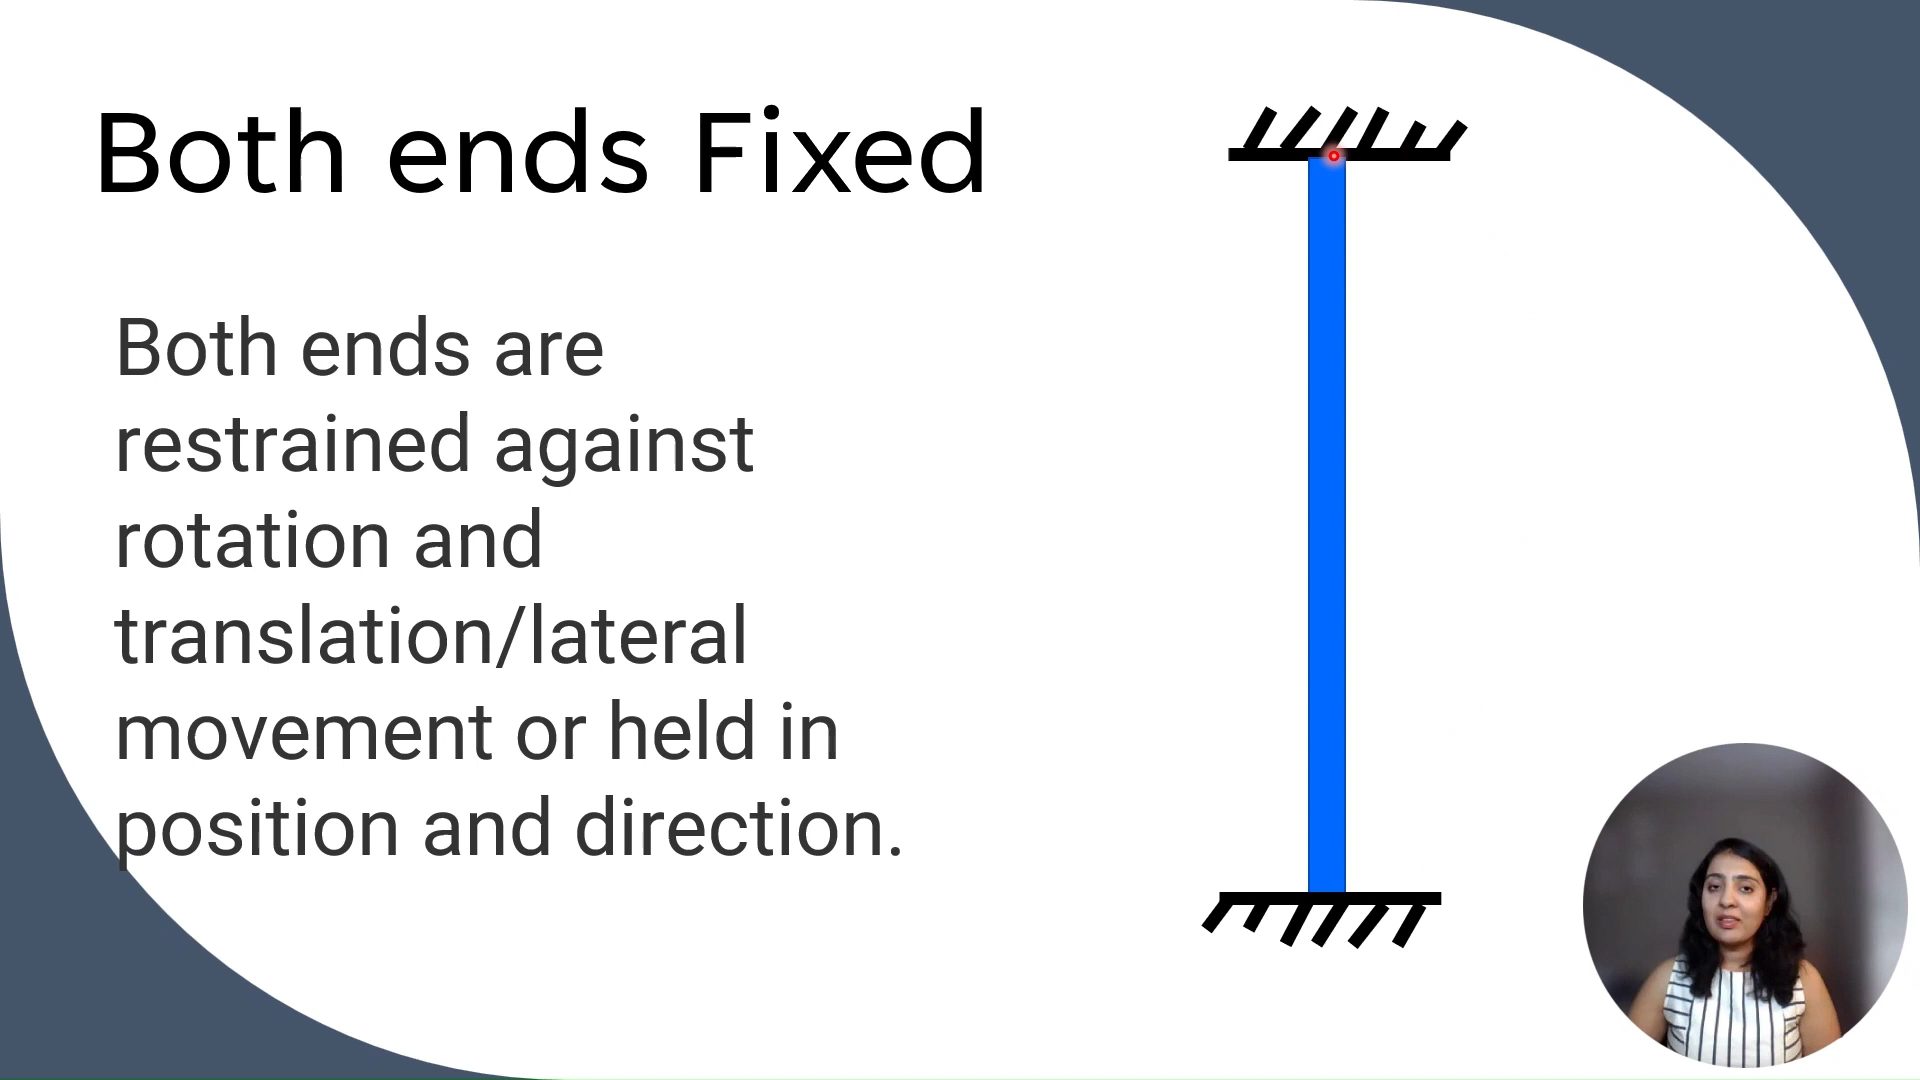 Both ends Fixed
Both ends are
restrained against
rotation and
translation/lateral
movement or held in
position and direction.